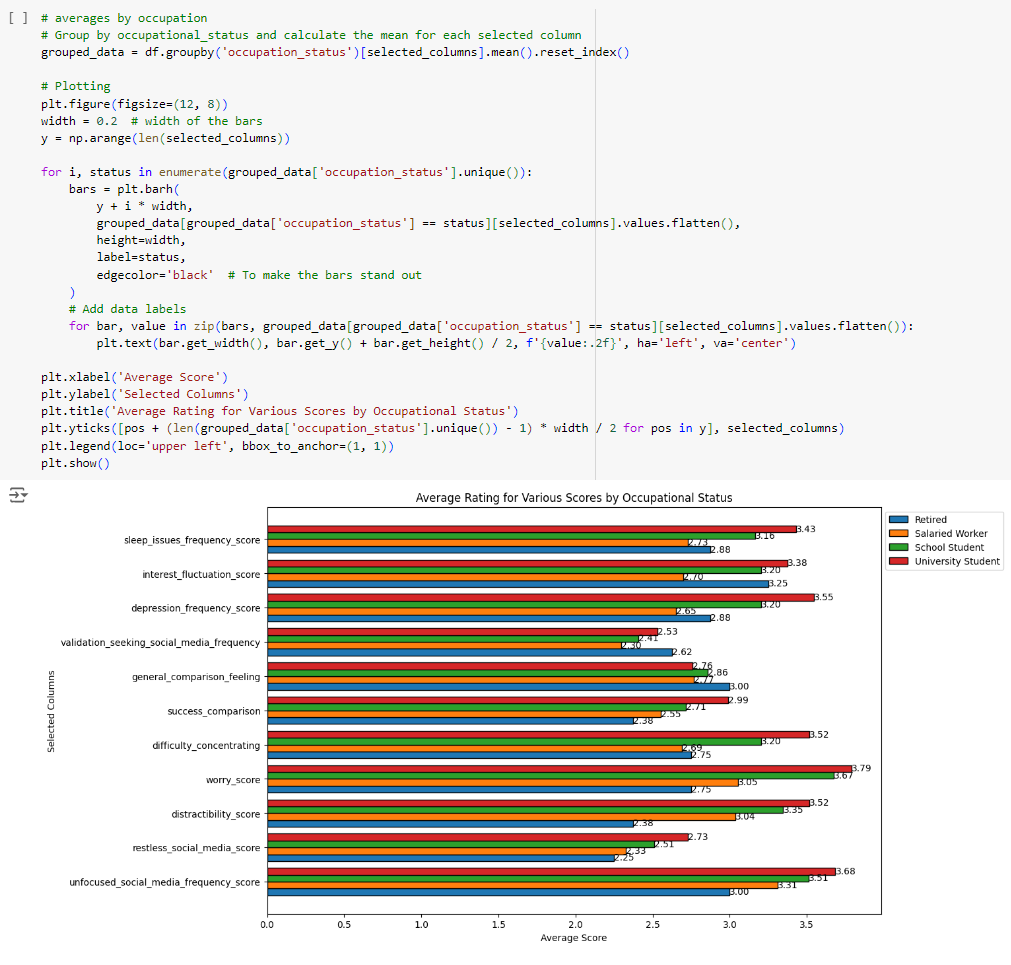 [ ]
# averages by occupation
# Group by occupational_status and calculate the mean for each selected column
grouped_data = df.groupby('occupation_status')[selected_columns].mean().reset_index()
# Plotting
plt.figure(figsize=(12, 8))
width = 0.2  # width of the bars
y = np.arange(len(selected_columns))
for i, status in enumerate(grouped_data['occupation_status'].unique()):
    bars = plt.barh(
        y + i * width,
        grouped_data[grouped_data['occupation_status'] == status][selected_columns].values.flatten(),
        height=width,
        label=status,
        edgecolor='black'  # To make the bars stand out
    )
    # Add data labels
    for bar, value in zip(bars, grouped_data[grouped_data['occupation_status'] == status][selected_columns].values.flatten()):
        plt.text(bar.get_width(), bar.get_y() + bar.get_height() / 2, f'{value:.2f}', ha='left', va='center')
plt.xlabel('Average Score')
plt.ylabel('Selected Columns')
plt.title('Average Rating for Various Scores by Occupational Status')
plt.yticks([pos + (len(grouped_data['occupation_status'].unique()) - 1) * width / 2 for pos in y], selected_columns)
plt.legend(loc='upper left', bbox_to_anchor=(1, 1))
plt.show()
Average Rating for Various Scores by Occupational Status
Retired
Salaried Worker
School Student
University Student
Selected Columns
sleep_issues_frequency_score
3.43
3.16
2.73
2.88
interest_fluctuation_score
3.38
3.20
2.70
3.25
depression_frequency_score
3.55
3.20
2.65
2.88
validation_seeking_social_media_frequency
2.53
2.41
2.30
2.62
general_comparison_feeling
2.76
2.86
2.77
3.00
success_comparison
2.99
2.71
2.55
2.38
difficulty_concentrating
3.52
3.20
2.69
2.75
worry_score
3.79
3.67
3.05
2.75
distractibility_score
3.52
3.35
3.04
2.38
restless_social_media_score
2.73
2.51
2.33
2.25
unfocused_social_media_frequency_score
3.68
3.51
3.31
3.00
0.0 0.5 1.0 1.5 2.0 2.5 3.0 3.5
Average Score